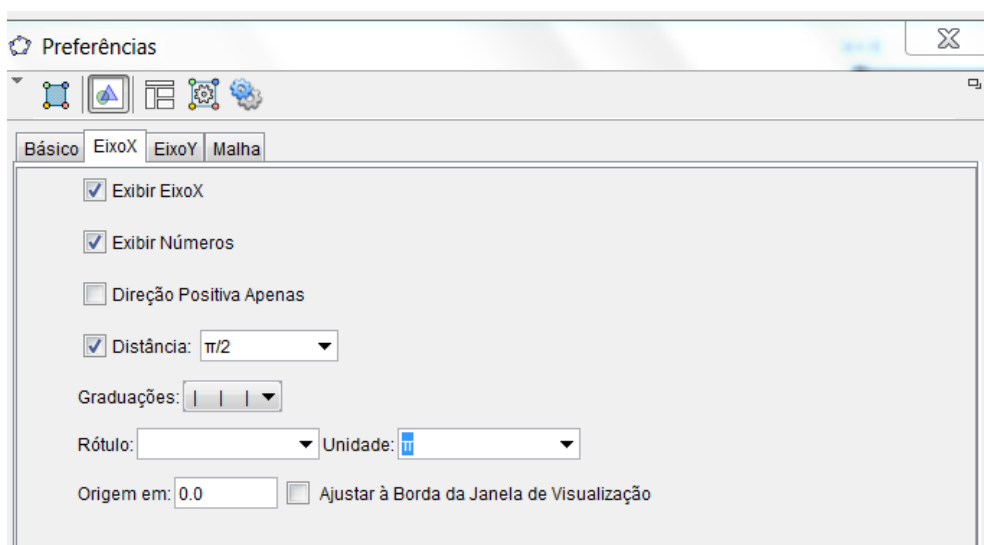 Preferências
Básico EixoX EixoY Malha
Exibir EixoX
Exibir Números
Direção Positiva Apenas
Distância: π/2
Graduações:
Rótulo: Unidade: π
Origem em: 0.0 Ajustar à Borda da Janela de Visualização